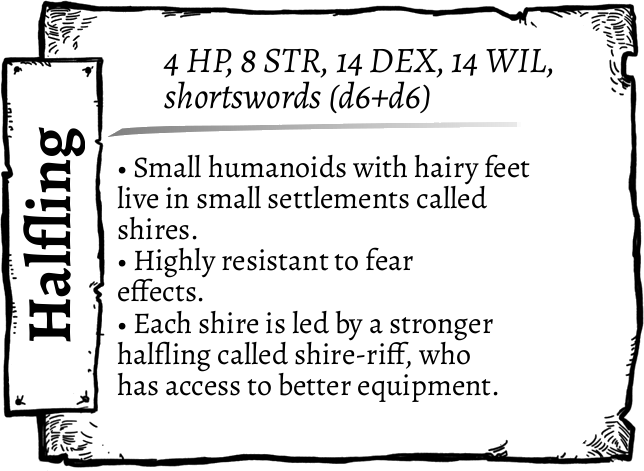 Halfling
4 HP, 8 STR, 14 DEX, 14 WIL,
shortswords (d6+d6)
• Small humanoids with hairy feet
live in small settlements called
shires.
• Highly resistant to fear
effects.
• Each shire is led by a stronger
halfling called shire-riff, who
has access to better equipment.